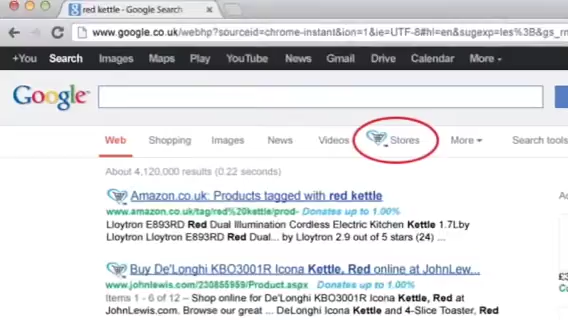 red kettle - Google Search
www.google.co.uk/webhp?sourceid=chrome-instant&ion=1&ie=UTF-8#hl=en&sugexp=les%3B&gs_rn
+You Search Images Maps Play YouTube News Gmail Drive Calendar More
Google
Web Shopping Images News Videos Stores More Search tools
About 4,120,000 results (0.22 seconds)
Amazon.co.uk: Products tagged with red kettle
www.amazon.co.uk/tag/red%20kettle/prod- Donates up to 1.00%
Lloytron E893RD Red Dual Illumination Cordless Electric Kitchen Kettle 1.7L by
Lloytron Lloytron E893RD Red Dual... by Lloytron 2.9 out of 5 stars (24) ...
Buy De'Longhi KBO3001R Icona Kettle, Red online at JohnLew...
www.johnlewis.com/230855959/Product.aspx Donates up to 1.00%
Items 1 - 6 of 12 – Shop online for De'Longhi KBO3001R Icona Kettle, Red at
JohnLewis.com. Browse our great ... DeLonghi Icona Kettle and 4-Slice Toaster, Red